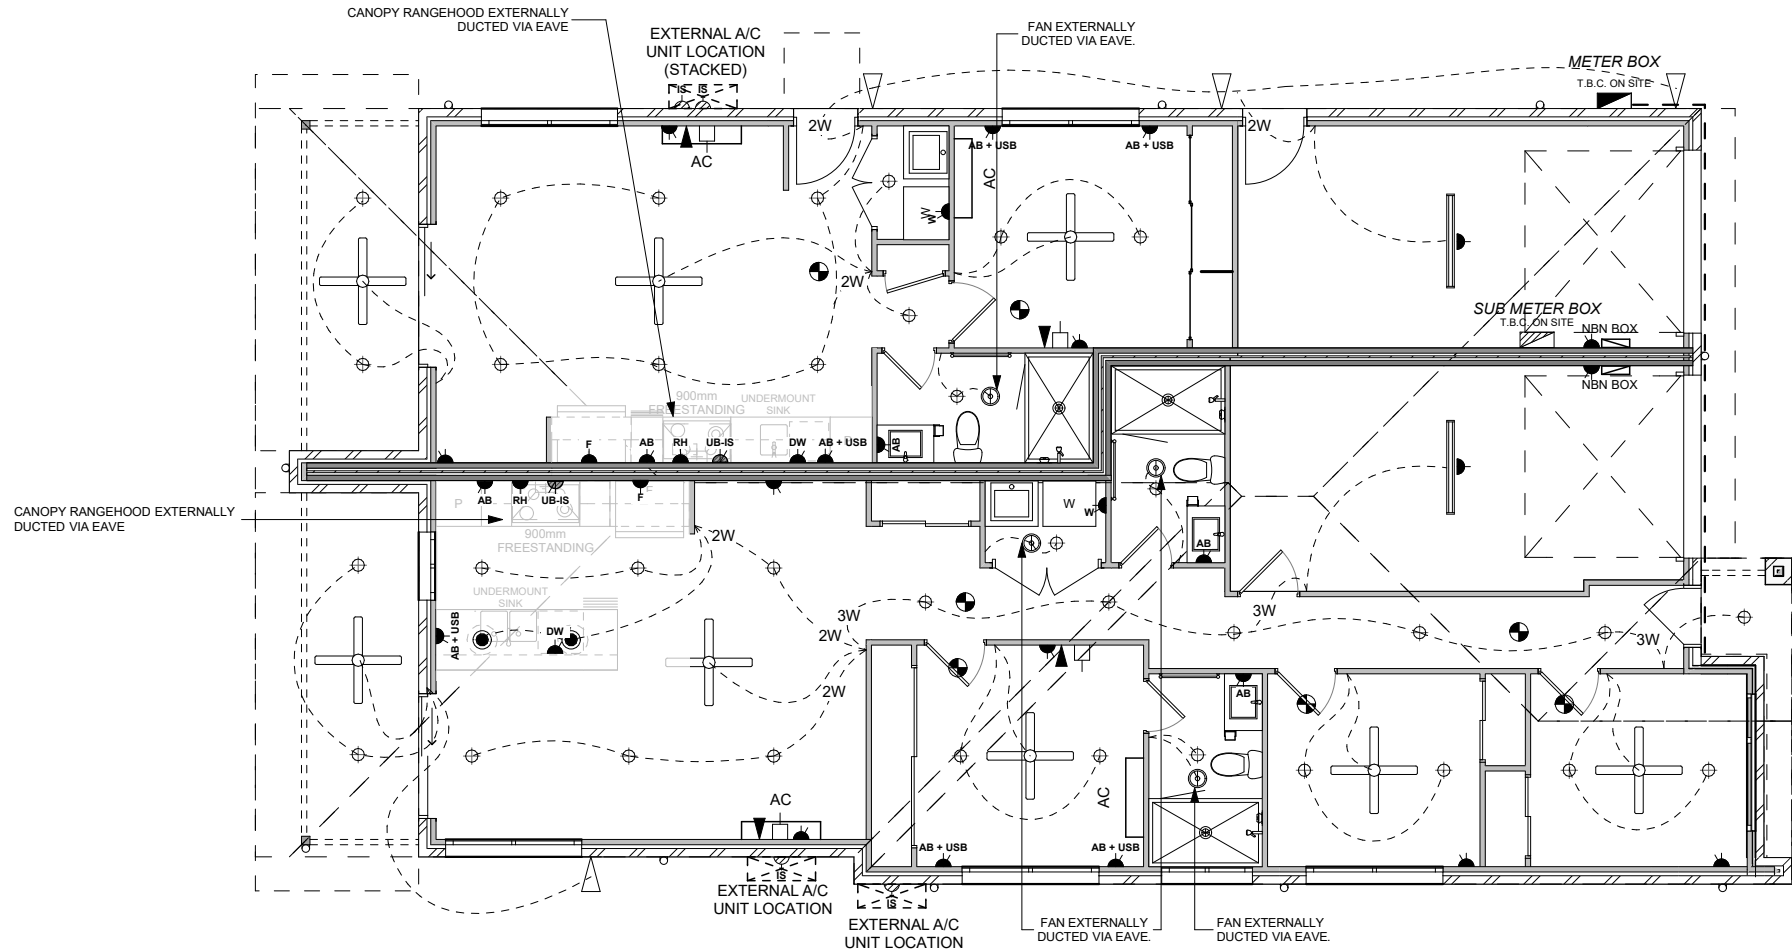 CANOPY RANGEHOOD EXTERNALLY
DUCTED VIA EAVE
EXTERNAL A/C
UNIT LOCATION
(STACKED)
IS IS
FAN EXTERNALLY
DUCTED VIA EAVE.
METER BOX
T.B.C. ON SITE
2W
2W
AC
AB + USB
AB + USB
AC
W
W
2W
SUB METER BOX
T.B.C. ON SITE
NBN BOX
NBN BOX
900mm
FREESTANDING
UNDERMOUNT
SINK
F
AB
RH
UB-IS
DW
AB + USB
AB
CANOPY RANGEHOOD EXTERNALLY
DUCTED VIA EAVE
P
AB
RH
UB-IS
F
F
900mm
FREESTANDING
W
W
AB
2W
UNDERMOUNT
SINK
AB + USB
DW
3W
2W
2W
3W
3W
AB
AC
AC
AB + USB
AB + USB
IS
EXTERNAL A/C
UNIT LOCATION
IS
EXTERNAL A/C
UNIT LOCATION
FAN EXTERNALLY
DUCTED VIA EAVE.
FAN EXTERNALLY
DUCTED VIA EAVE.